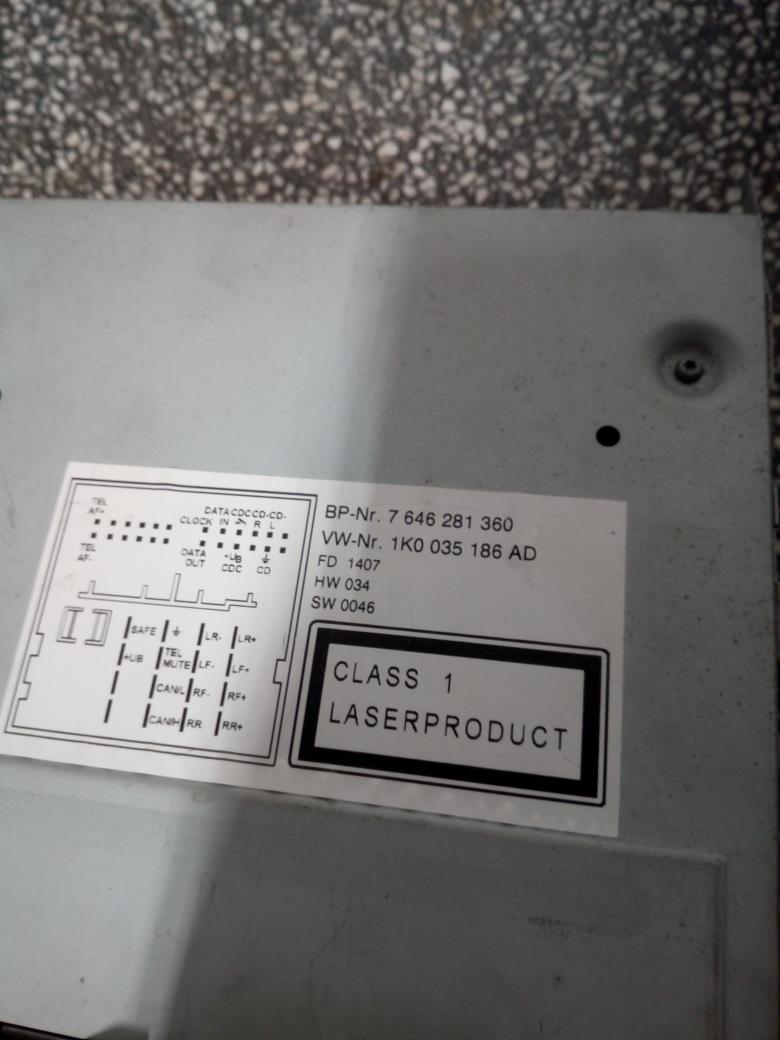 TEL
AF+
TEL
AF-
DATA CDC CD- CD-
CLOCK IN R L
DATA +UB
OUT CDC CD
SAFE LR- LR+
+UB TEL
MUTE LF- LF+
CAN/L RF- RF+
CAN/H RR- RR+
BP-Nr. 7 646 281 360
VW-Nr. 1K0 035 186 AD
FD 1407
HW 034
SW 0046
CLASS 1
LASERPRODUCT